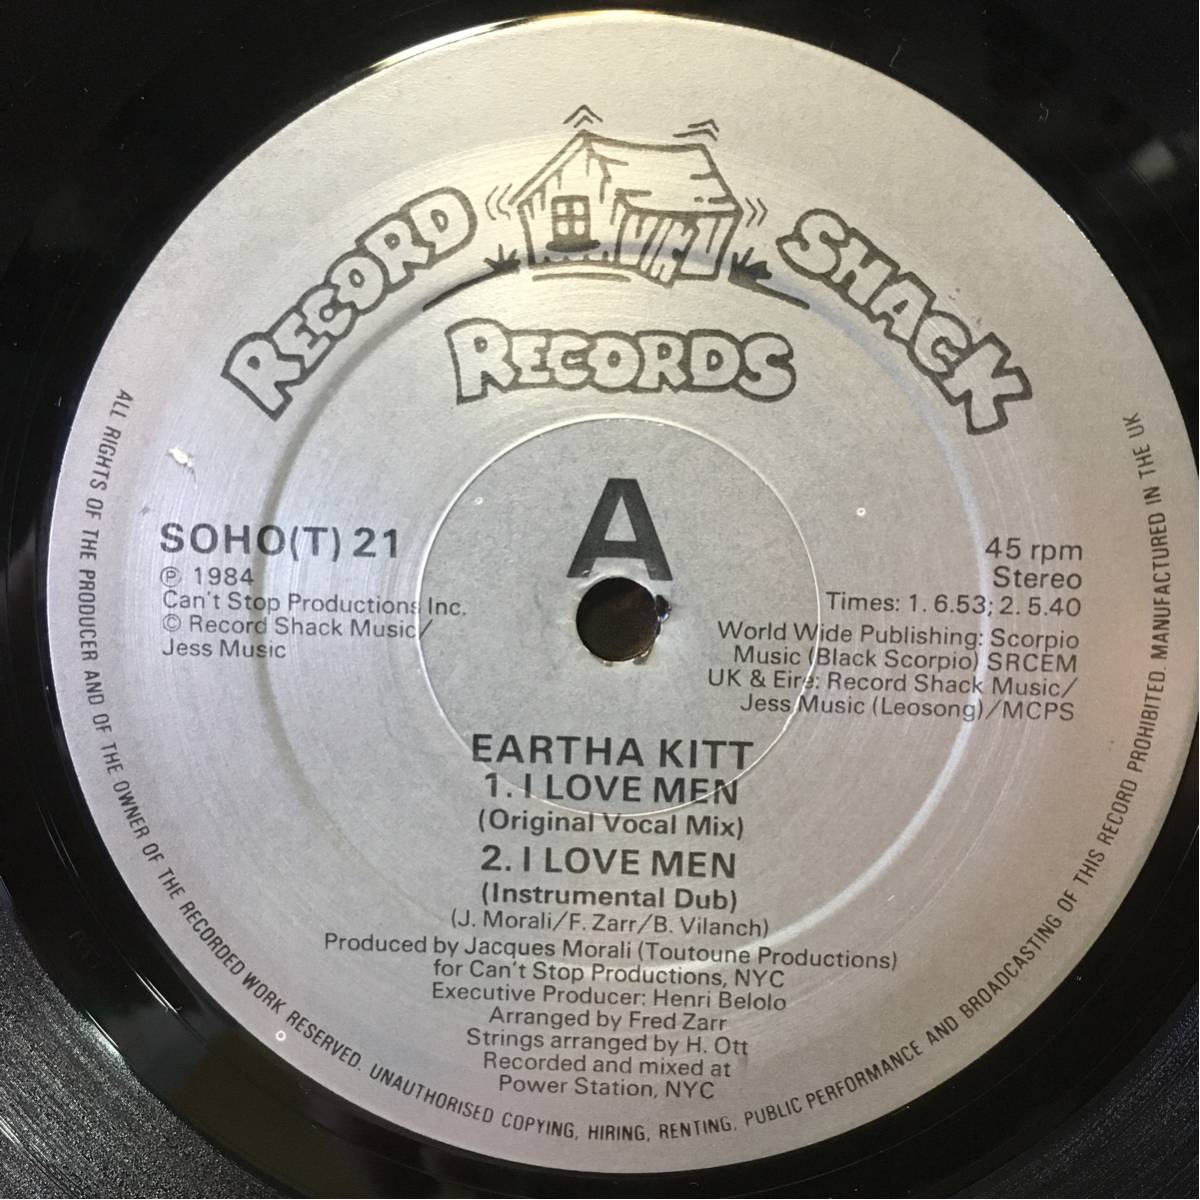 RECORD SHACK
RECORDS
A
SOHO(T) 21
℗ 1984
Can't Stop Productions Inc.
© Record Shack Music/
Jess Music
45 rpm
Stereo
Times: 1. 6.53; 2. 5.40
World Wide Publishing: Scorpio
Music (Black Scorpio) SRCEM
UK & Eire: Record Shack Music/
Jess Music (Leosong)/MCPS
EARTHA KITT
1. I LOVE MEN
(Original Vocal Mix)
2. I LOVE MEN
(Instrumental Dub)
(J. Morali/F. Zarr/B. Vilanch)
Produced by Jacques Morali (Toutoune Productions)
for Can't Stop Productions, NYC
Executive Producer: Henri Belolo
Arranged by Fred Zarr
Strings arranged by H. Ott
Recorded and mixed at
Power Station, NYC
ALL RIGHTS OF THE PRODUCER AND OF THE OWNER OF THE RECORDED WORK RESERVED. UNAUTHORISED COPYING, HIRING, RENTING, PUBLIC PERFORMANCE AND BROADCASTING OF THIS RECORD PROHIBITED. MANUFACTURED IN THE UK